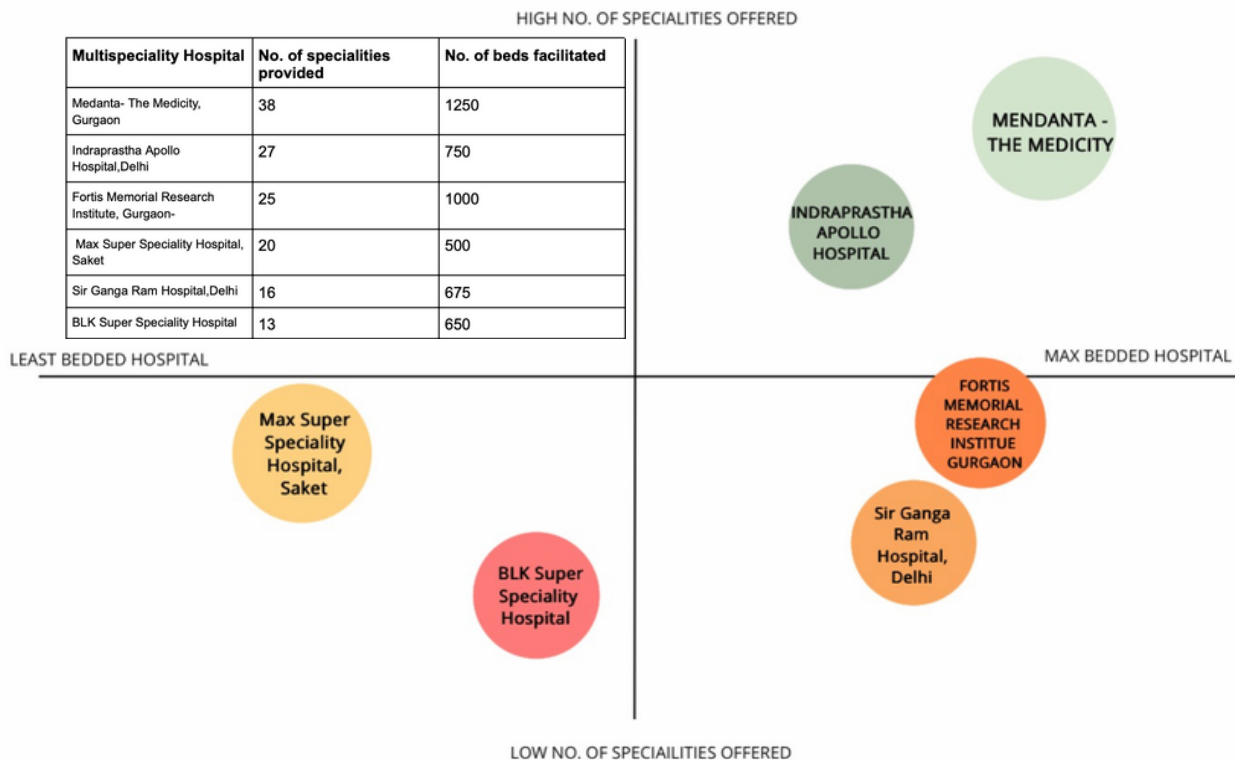 HIGH NO. OF SPECIALITIES OFFERED
Multispeciality Hospital No. of specialities No. of beds facilitated
provided
Medanta- The Medicity, 38 1250
Gurgaon
Indraprastha Apollo 27 750
Hospital,Delhi
Fortis Memorial Research 25 1000
Institute, Gurgaon-
Max Super Speciality Hospital, 20 500
Saket
Sir Ganga Ram Hospital,Delhi 16 675
BLK Super Speciality Hospital 13 650
MENDANTA -
THE MEDICITY
INDRAPRASTHA
APOLLO
HOSPITAL
LEAST BEDDED HOSPITAL
MAX BEDDED HOSPITAL
Max Super
Speciality
Hospital,
Saket
FORTIS
MEMORIAL
RESEARCH
INSTITUE
GURGAON
BLK Super
Speciality
Hospital
Sir Ganga
Ram
Hospital,
Delhi
LOW NO. OF SPECIAILITIES OFFERED